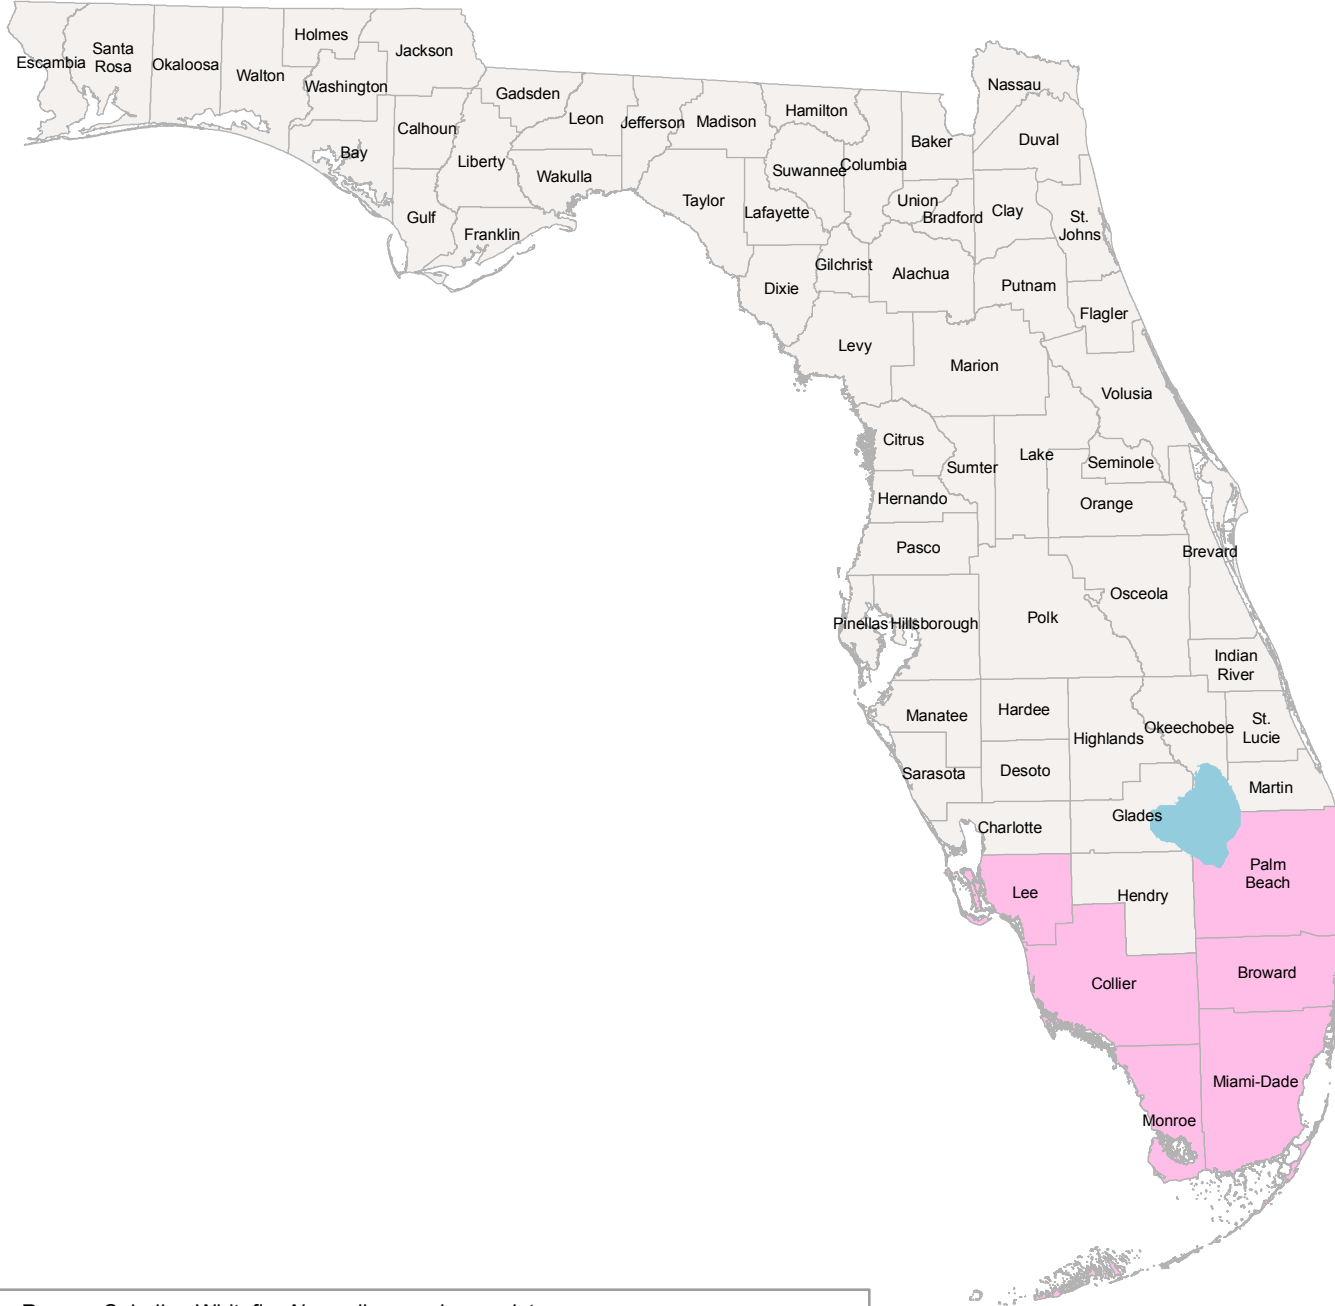 Holmes
Jackson
Santa
Rosa
Escambia
Okaloosa
Walton
Washington
Nassau
Gadsden
Hamilton
Leon
Jefferson
Madison
Calhoun
Duval
Baker
Bay
Liberty
Columbia
Suwannee
Wakulla
Taylor
Union
Lafayette
Clay
Bradford
Gulf
St.
Johns
Franklin
Gilchrist
Alachua
Dixie
Putnam
Flagler
Levy
Marion
Volusia
Citrus
Lake
Seminole
Sumter
Hernando
Orange
Pasco
Brevard
Osceola
Polk
Pinellas
Hillsborough
Indian
River
Hardee
Manatee
Okeechobee
St.
Lucie
Highlands
Desoto
Sarasota
Martin
Glades
Charlotte
Palm
Beach
Lee
Hendry
Broward
Collier
Miami-Dade
Monroe